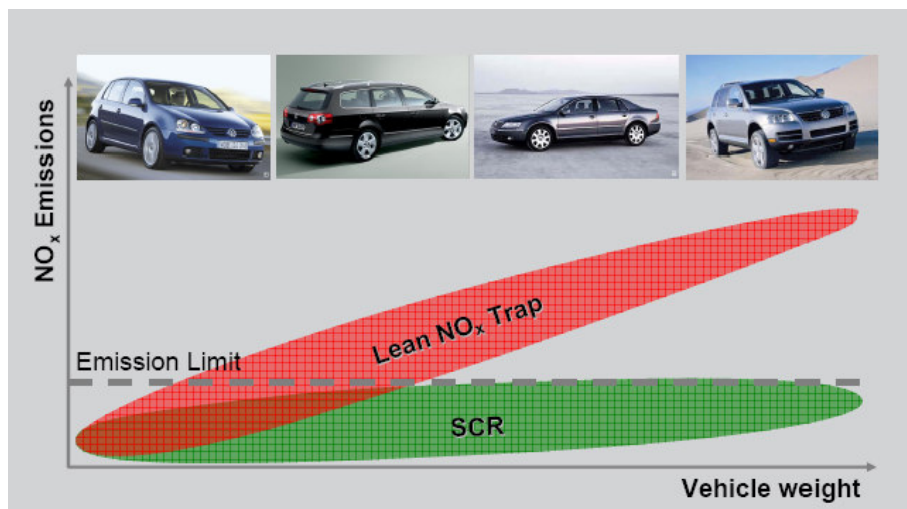 NOx Emissions
Lean NOx Trap
Emission Limit
SCR
Vehicle weight